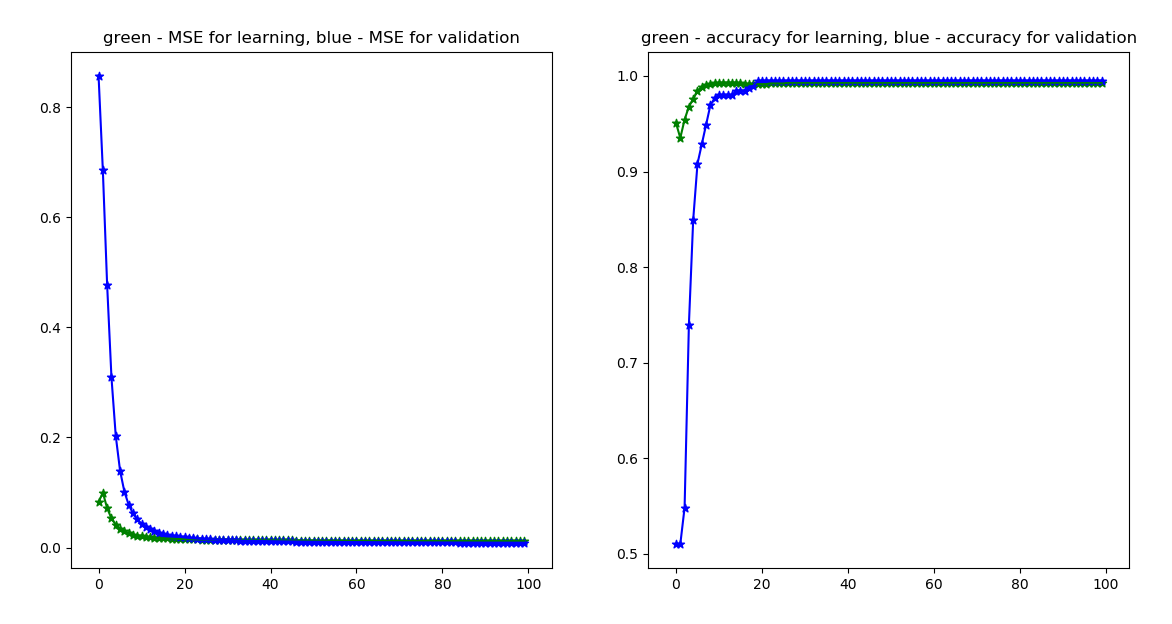 green - MSE for learning, blue - MSE for validation
0.8
0.6
0.4
0.2
0.0
0 20 40 60 80 100
green - accuracy for learning, blue - accuracy for validation
1.0
0.9
0.8
0.7
0.6
0.5
0 20 40 60 80 100